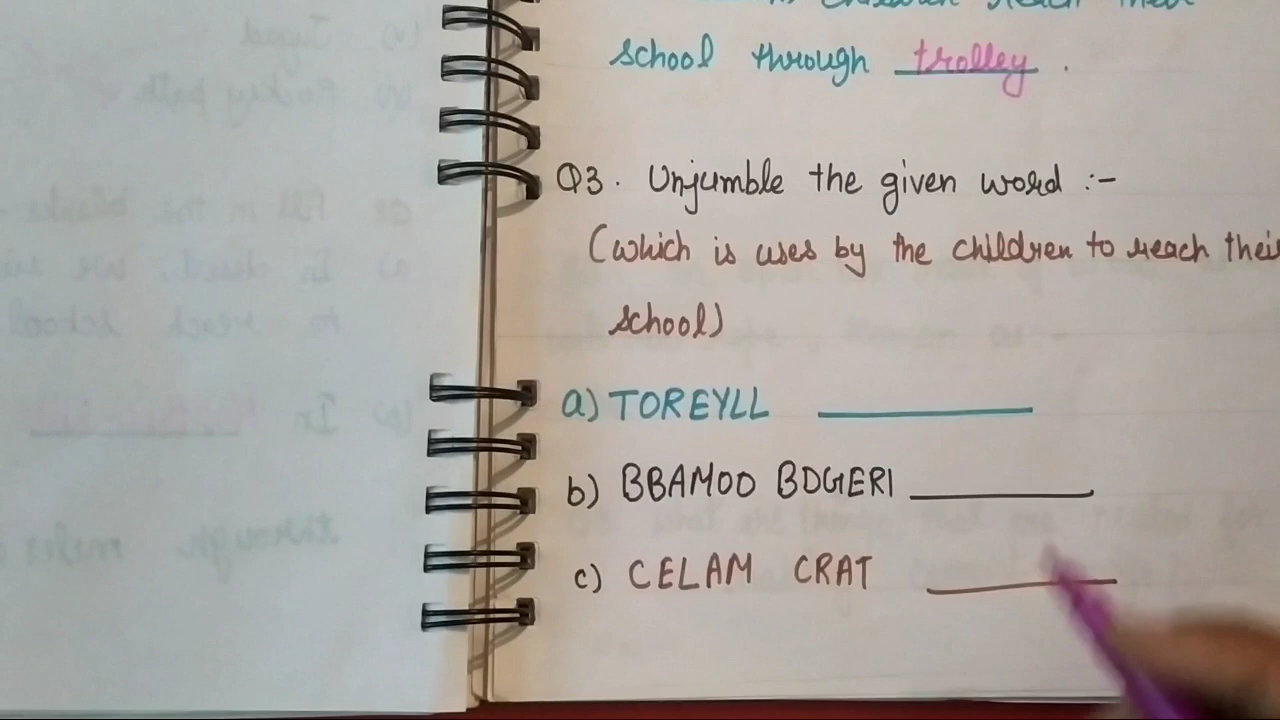 school through trolley .
Q3. Unjumble the given word :-
(which is uses by the children to reach their
school)
a) TOREYLL
b) BBAMOO BDGERI
c) CELAM CRAT